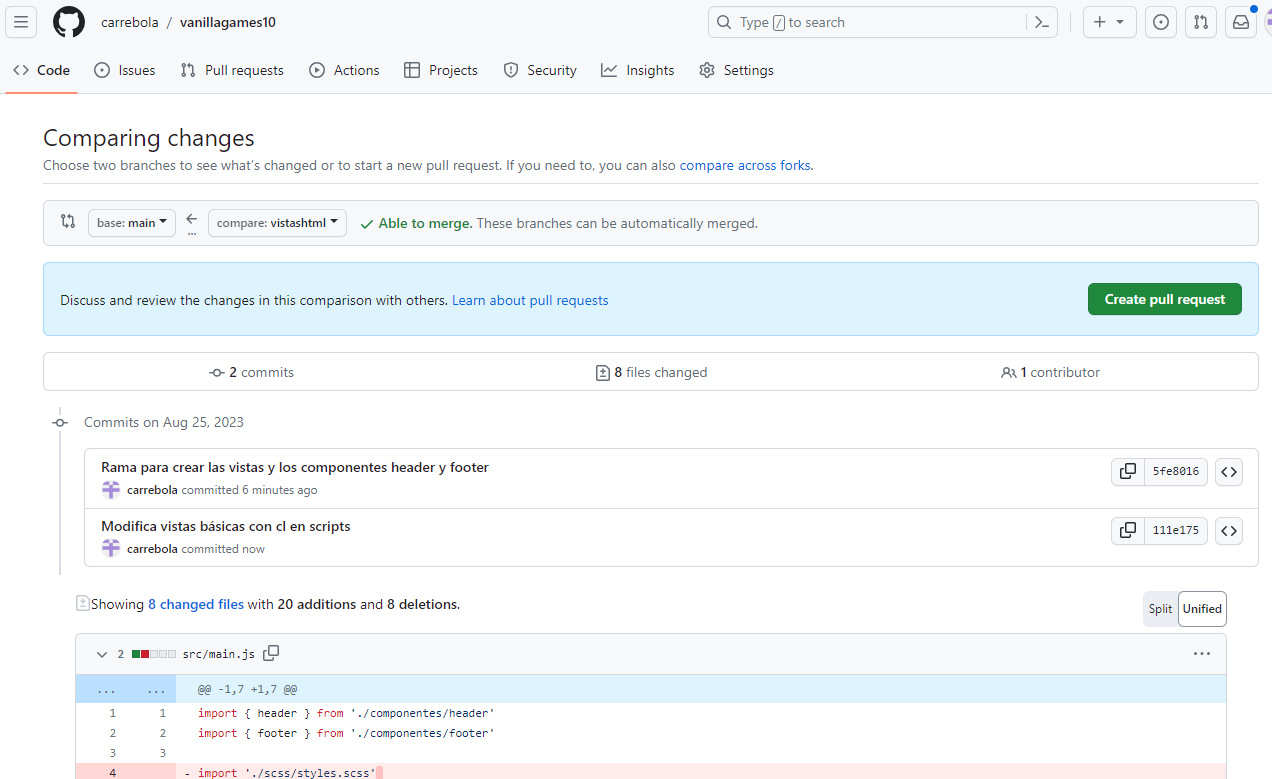 carrebola / vanillagames10
Type / to search
Code Issues Pull requests Actions Projects Security Insights Settings
Comparing changes
Choose two branches to see what's changed or to start a new pull request. If you need to, you can also compare across forks.
base: main compare: vistashtml Able to merge. These branches can be automatically merged.
Discuss and review the changes in this comparison with others. Learn about pull requests
Create pull request
2 commits 8 files changed 1 contributor
Commits on Aug 25, 2023
Rama para crear las vistas y los componentes header y footer
5fe8016
carrebola committed 6 minutes ago
Modifica vistas básicas con cl en scripts
111e175
carrebola committed now
Showing 8 changed files with 20 additions and 8 deletions.
Split Unified
2 src/main.js
... ... @@ -1,7 +1,7 @@
1 1 import { header } from './componentes/header'
2 2 import { footer } from './componentes/footer'
3 3
4 - import './scss/styles.scss'